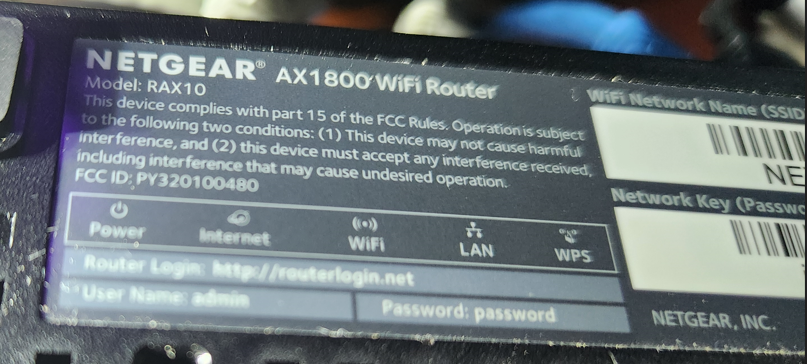 NETGEAR® AX1800 WiFi Router
Model: RAX10
This device complies with part 15 of the FCC Rules. Operation is subject
to the following two conditions: (1) This device may not cause harmful
interference, and (2) this device must accept any interference received,
including interference that may cause undesired operation.
FCC ID: PY320100480
Power Internet WiFi LAN WPS
Router Login: http://routerlogin.net
User Name: admin
Password: password
WiFi Network Name (SSID
NE
Network Key (Passwo
NETGEAR, INC.